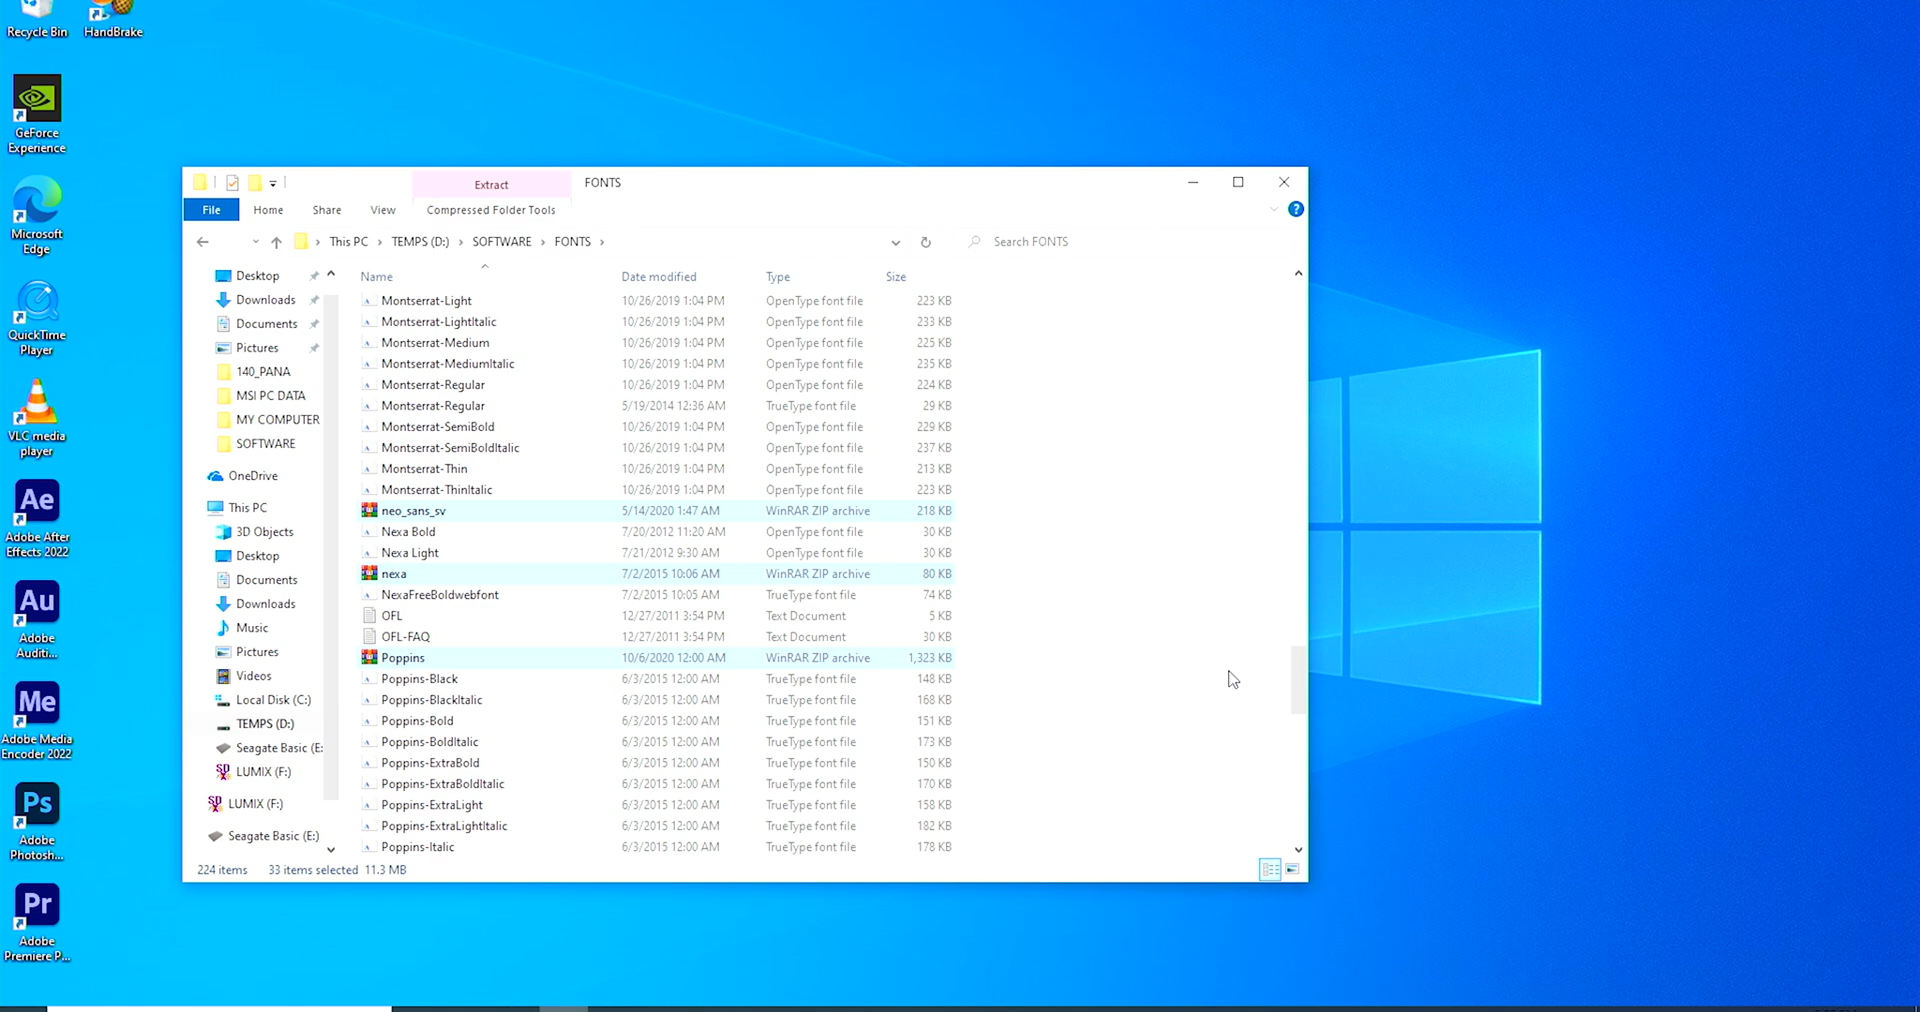 Recycle Bin
HandBrake
GeForce
Experience
Microsoft
Edge
QuickTime
Player
VLC media
player
Ae
Adobe After
Effects 2022
Au
Adobe
Auditi...
Me
Adobe Media
Encoder 2022
Ps
Adobe
Photosh...
Pr
Adobe
Premiere P...
Extract
FONTS
File
Home
Share
View
Compressed Folder Tools
This PC > TEMPS (D:) > SOFTWARE > FONTS >
Search FONTS
Desktop
Downloads
Documents
Pictures
140_PANA
MSI PC DATA
MY COMPUTER
SOFTWARE
OneDrive
This PC
3D Objects
Desktop
Documents
Downloads
Music
Pictures
Videos
Local Disk (C:)
TEMPS (D:)
Seagate Basic (E:
LUMIX (F:)
LUMIX (F:)
Seagate Basic (E:)
Name Date modified Type Size
Montserrat-Light 10/26/2019 1:04 PM OpenType font file 223 KB
Montserrat-LightItalic 10/26/2019 1:04 PM OpenType font file 233 KB
Montserrat-Medium 10/26/2019 1:04 PM OpenType font file 225 KB
Montserrat-MediumItalic 10/26/2019 1:04 PM OpenType font file 235 KB
Montserrat-Regular 10/26/2019 1:04 PM OpenType font file 224 KB
Montserrat-Regular 5/19/2014 12:36 AM TrueType font file 29 KB
Montserrat-SemiBold 10/26/2019 1:04 PM OpenType font file 229 KB
Montserrat-SemiBoldItalic 10/26/2019 1:04 PM OpenType font file 237 KB
Montserrat-Thin 10/26/2019 1:04 PM OpenType font file 213 KB
Montserrat-ThinItalic 10/26/2019 1:04 PM OpenType font file 223 KB
neo_sans_sv 5/14/2020 1:47 AM WinRAR ZIP archive 218 KB
Nexa Bold 7/20/2012 11:20 AM OpenType font file 30 KB
Nexa Light 7/21/2012 9:30 AM OpenType font file 30 KB
nexa 7/2/2015 10:06 AM WinRAR ZIP archive 80 KB
NexaFreeBoldwebfont 7/2/2015 10:05 AM TrueType font file 74 KB
OFL 12/27/2011 3:54 PM Text Document 5 KB
OFL-FAQ 12/27/2011 3:54 PM Text Document 30 KB
Poppins 10/6/2020 12:00 AM WinRAR ZIP archive 1,323 KB
Poppins-Black 6/3/2015 12:00 AM TrueType font file 148 KB
Poppins-BlackItalic 6/3/2015 12:00 AM TrueType font file 168 KB
Poppins-Bold 6/3/2015 12:00 AM TrueType font file 151 KB
Poppins-BoldItalic 6/3/2015 12:00 AM TrueType font file 173 KB
Poppins-ExtraBold 6/3/2015 12:00 AM TrueType font file 150 KB
Poppins-ExtraBoldItalic 6/3/2015 12:00 AM TrueType font file 170 KB
Poppins-ExtraLight 6/3/2015 12:00 AM TrueType font file 158 KB
Poppins-ExtraLightItalic 6/3/2015 12:00 AM TrueType font file 182 KB
Poppins-Italic 6/3/2015 12:00 AM TrueType font file 178 KB
224 items 33 items selected 11.3 MB